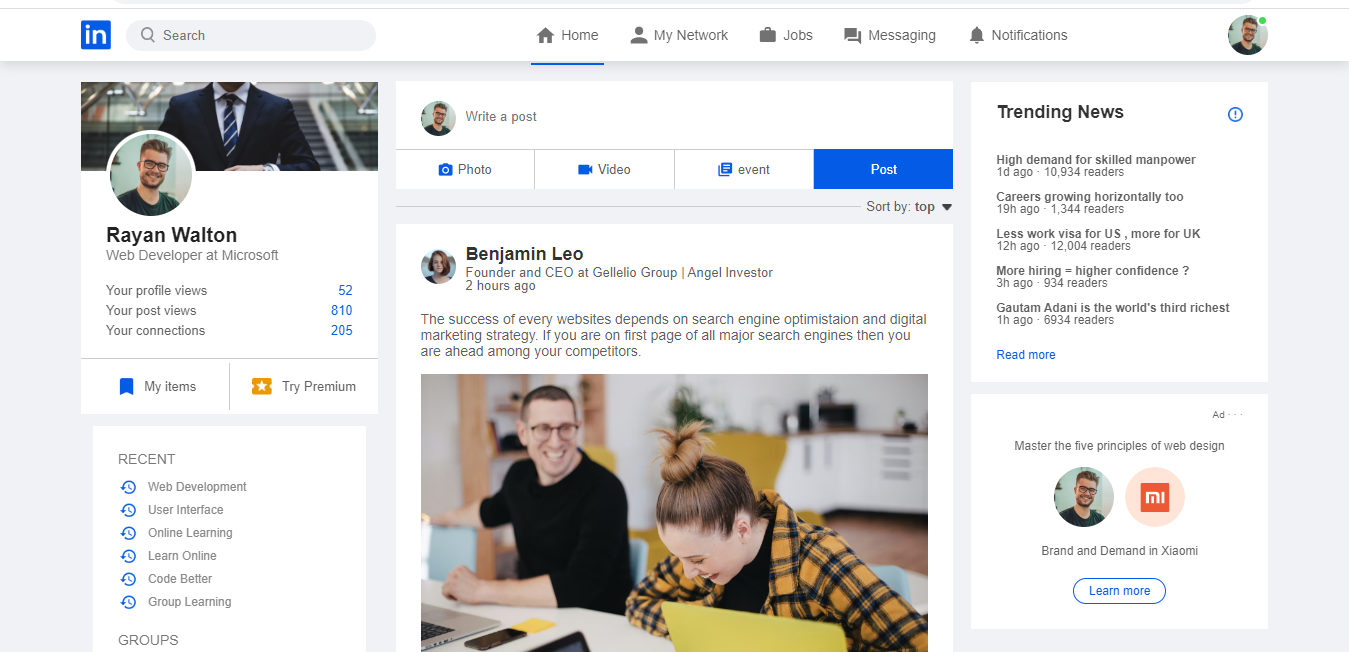 in
Search
Home
My Network
Jobs
Messaging
Notifications
Rayan Walton
Web Developer at Microsoft
Your profile views 52
Your post views 810
Your connections 205
My items
Try Premium
RECENT
Web Development
User Interface
Online Learning
Learn Online
Code Better
Group Learning
GROUPS
Write a post
Photo
Video
event
Post
Sort by: top
Benjamin Leo
Founder and CEO at Gellelio Group | Angel Investor
2 hours ago
The success of every websites depends on search engine optimistaion and digital
marketing strategy. If you are on first page of all major search engines then you
are ahead among your competitors.
Trending News
High demand for skilled manpower
1d ago · 10,934 readers
Careers growing horizontally too
19h ago · 1,344 readers
Less work visa for US , more for UK
12h ago · 12,004 readers
More hiring = higher confidence ?
3h ago · 934 readers
Gautam Adani is the world's third richest
1h ago · 6934 readers
Read more
Ad · · ·
Master the five principles of web design
mi
Brand and Demand in Xiaomi
Learn more